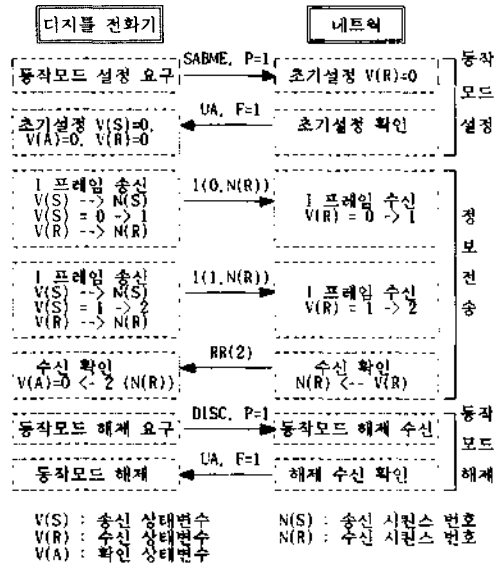 디지틀 전화기
네트웍
동작모드 설정 요구
SABME, P=1
초기설정 V(R)=0
동작
모드
설정
초기설정 V(S)=0,
V(A)=0, V(R)=0
UA, F=1
초기설정 확인
I 프레임 송신
V(S) --> N(S)
V(S) = 0 -> 1
V(R) --> N(R)
I(0,N(R))
I 프레임 수신
V(R) = 0 -> 1
정
보
전
송
I 프레임 송신
V(S) --> N(S)
V(S) = 1 -> 2
V(R) --> N(R)
I(1,N(R))
I 프레임 수신
V(R) = 1 -> 2
수신 확인
V(A)=0 <- 2 (N(R))
RR(2)
수신 확인
N(R) <-- V(R)
동작모드 해제 요구
DISC, P=1
동작모드 해제 수신
동작
모드
해제
동작모드 해제
UA, F=1
해제 수신 확인
V(S) : 송신 상태변수
V(R) : 수신 상태변수
V(A) : 확인 상태변수
N(S) : 송신 시퀀스 번호
N(R) : 수신 시퀀스 번호